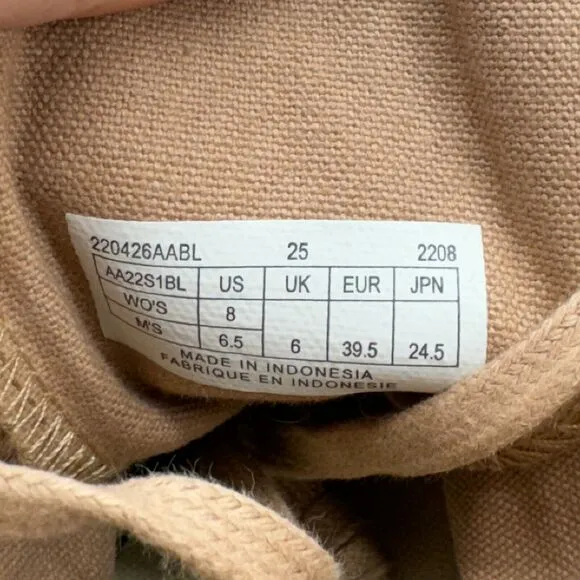 220426AABL 25 2208
AA22S1BL US UK EUR JPN
WO'S 8
M'S 6.5 6 39.5 24.5
MADE IN INDONESIA
FABRIQUE EN INDONESIE